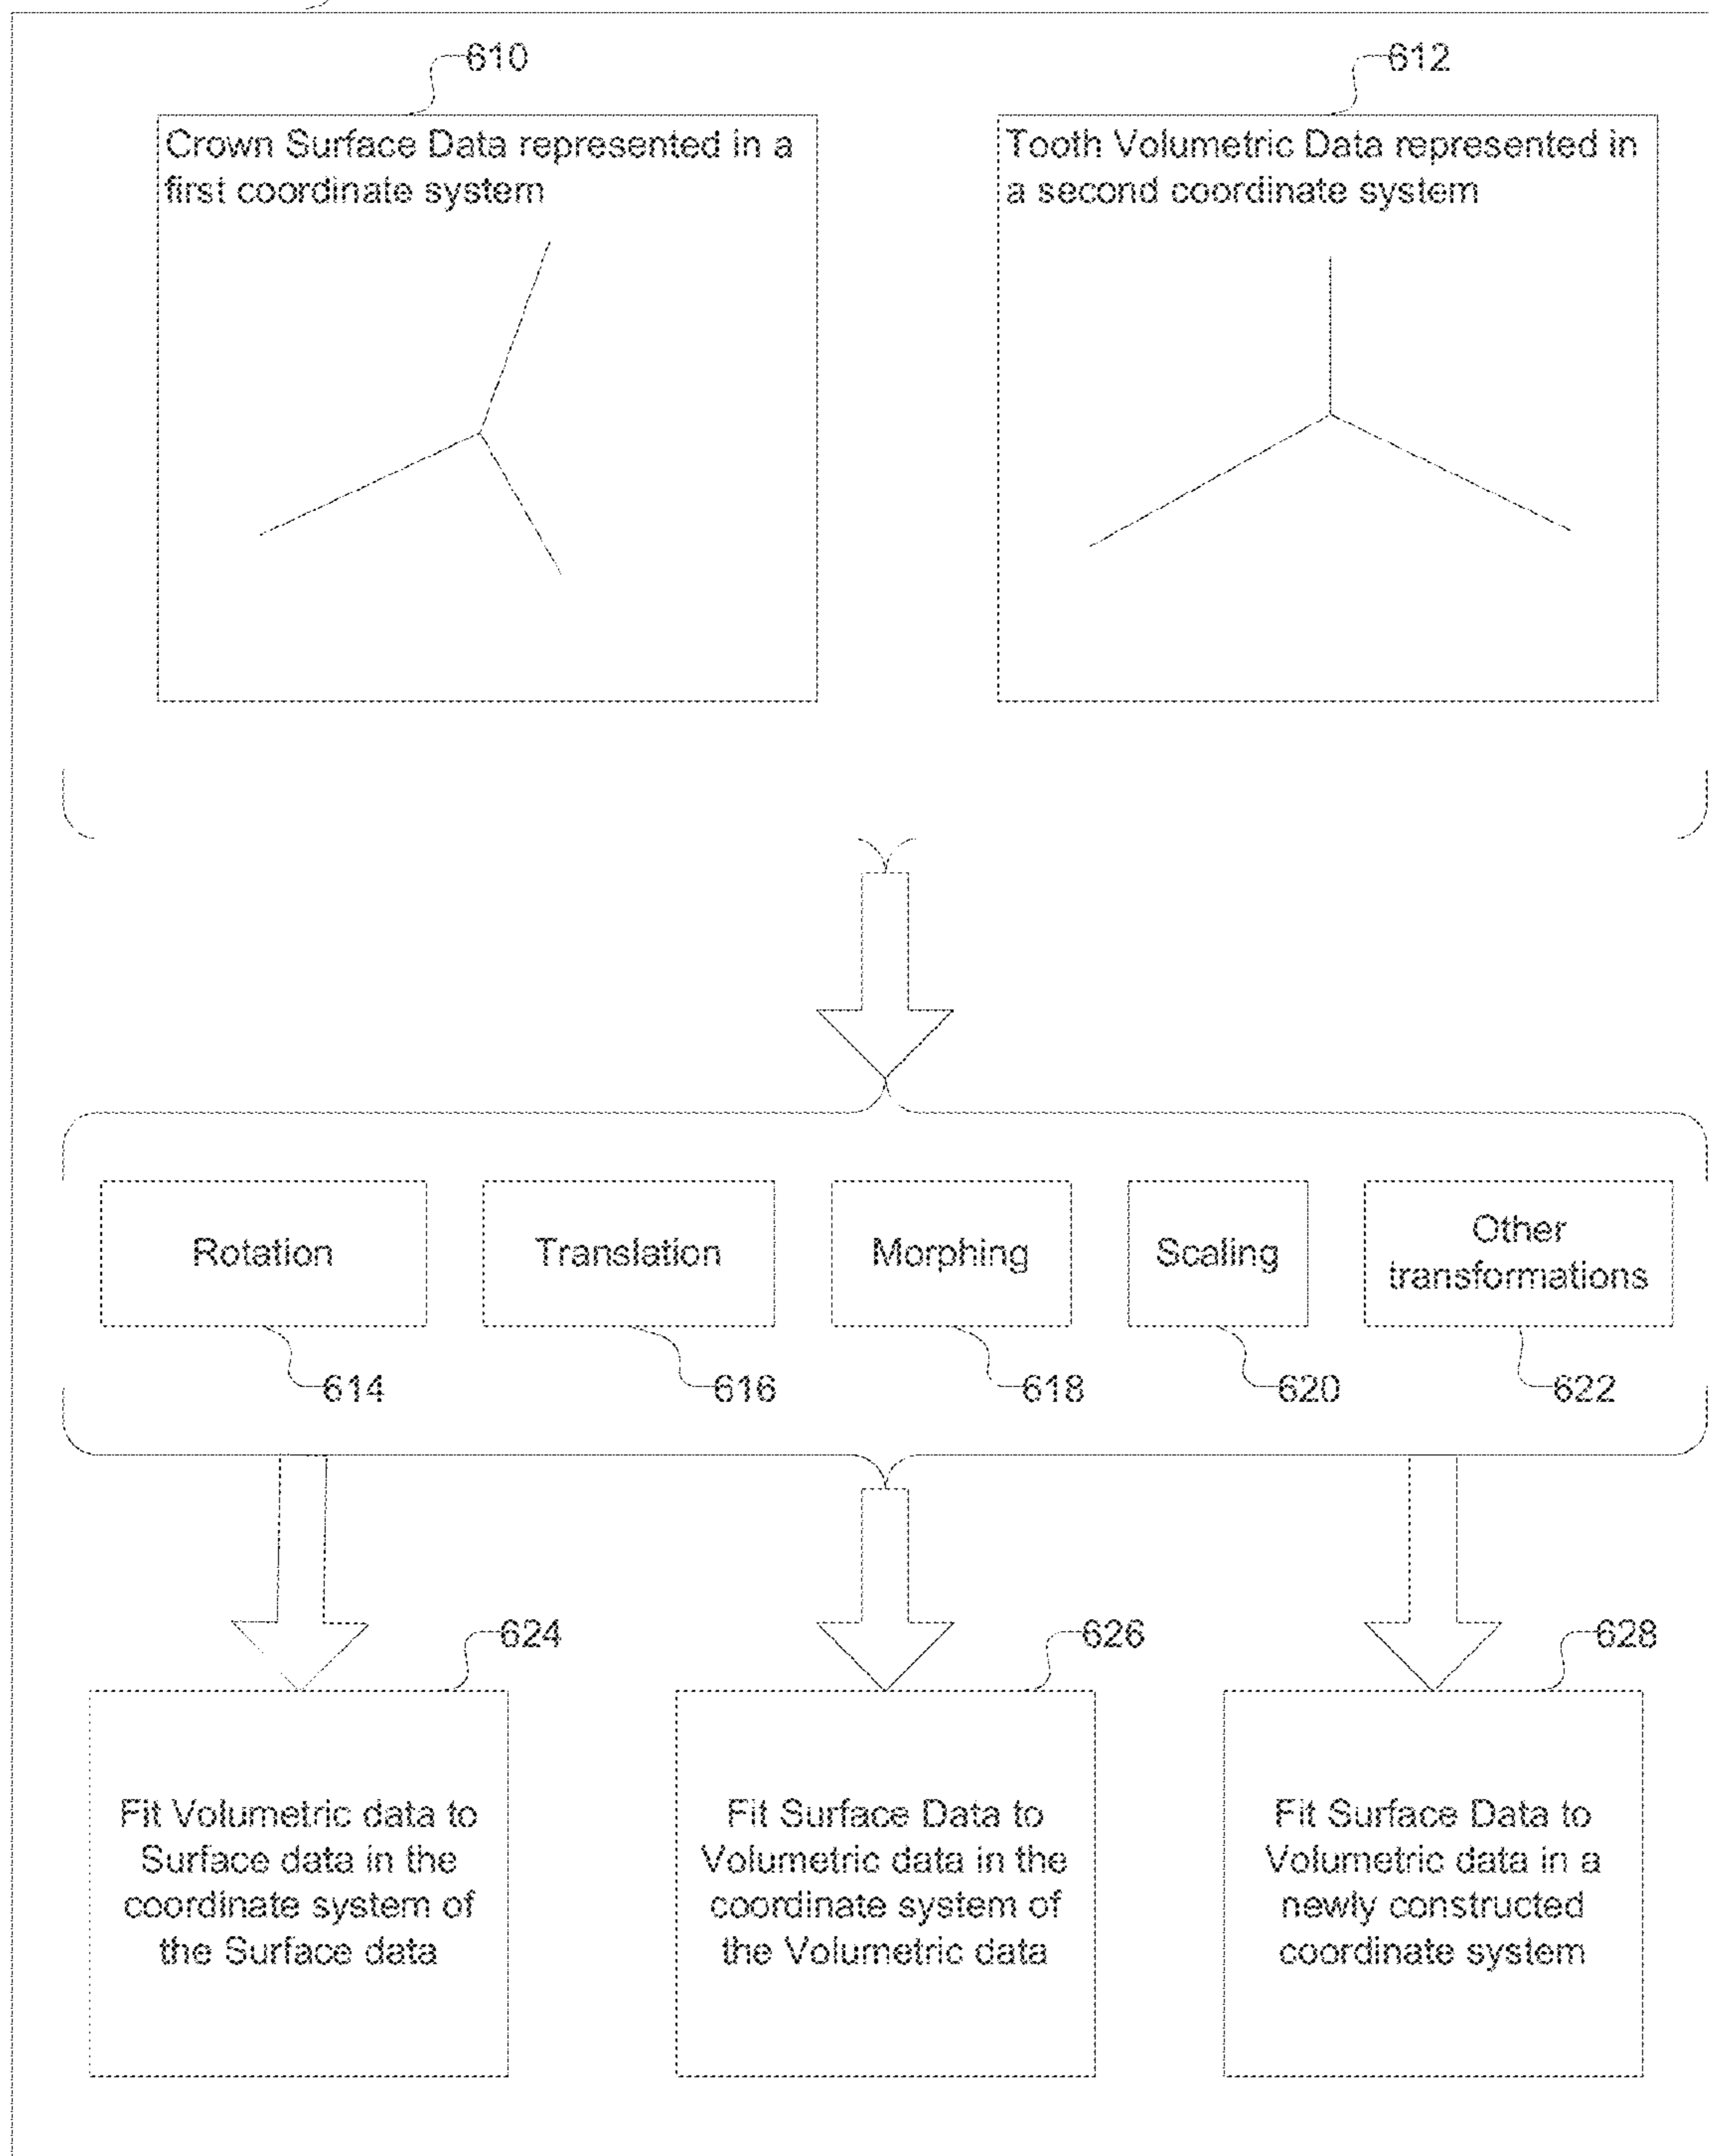 610
612
Crown Surface Data represented in a
first coordinate system
Tooth Volumetric Data represented in
a second coordinate system
Rotation
Translation
Morphing
Scaling
Other
transformations
614
616
618
620
622
624
626
628
Fit Volumetric data to
Surface data in the
coordinate system of
the Surface data
Fit Surface Data to
Volumetric data in the
coordinate system of
the Volumetric data
Fit Surface Data to
Volumetric data in a
newly constructed
coordinate system